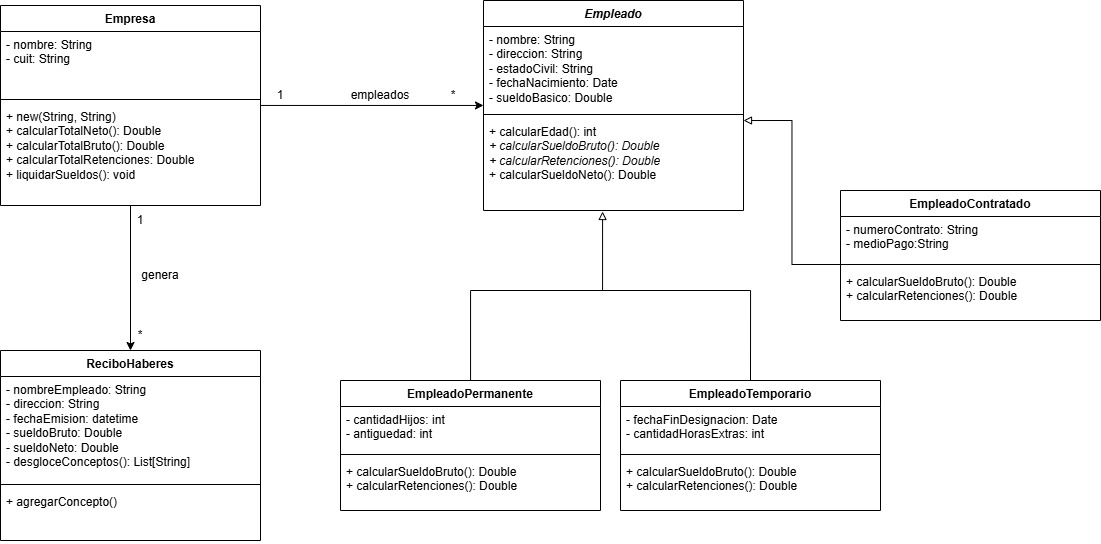 Empresa
- nombre: String
- cuit: String
+ new(String, String)
+ calcularTotalNeto(): Double
+ calcularTotalBruto(): Double
+ calcularTotalRetenciones: Double
+ liquidarSueldos(): void
1
empleados
*
Empleado
- nombre: String
- direccion: String
- estadoCivil: String
- fechaNacimiento: Date
- sueldoBasico: Double
+ calcularEdad(): int
+ calcularSueldoBruto(): Double
+ calcularRetenciones(): Double
+ calcularSueldoNeto(): Double
EmpleadoContratado
- numeroContrato: String
- medioPago:String
+ calcularSueldoBruto(): Double
+ calcularRetenciones(): Double
1
genera
*
ReciboHaberes
- nombreEmpleado: String
- direccion: String
- fechaEmision: datetime
- sueldoBruto: Double
- sueldoNeto: Double
- desgloceConceptos(): List[String]
+ agregarConcepto()
EmpleadoPermanente
- cantidadHijos: int
- antiguedad: int
+ calcularSueldoBruto(): Double
+ calcularRetenciones(): Double
EmpleadoTemporario
- fechaFinDesignacion: Date
- cantidadHorasExtras: int
+ calcularSueldoBruto(): Double
+ calcularRetenciones(): Double